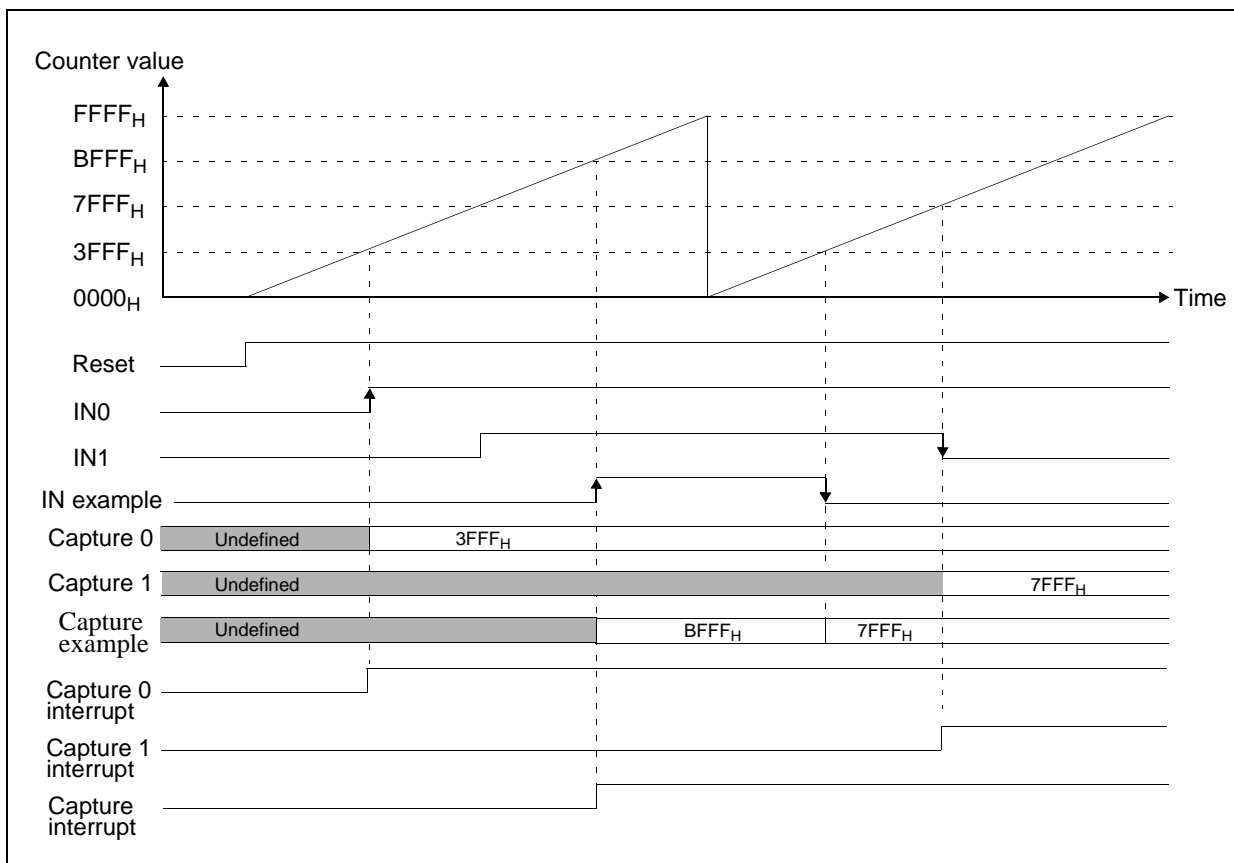 Counter value
FFFFH
BFFFH
7FFFH
3FFFH
0000H
Time
Reset
IN0
IN1
IN example
Capture 0
Undefined
3FFFH
Capture 1
Undefined
7FFFH
Capture
example
Undefined
BFFFH
7FFFH
Capture 0
interrupt
Capture 1
interrupt
Capture
interrupt